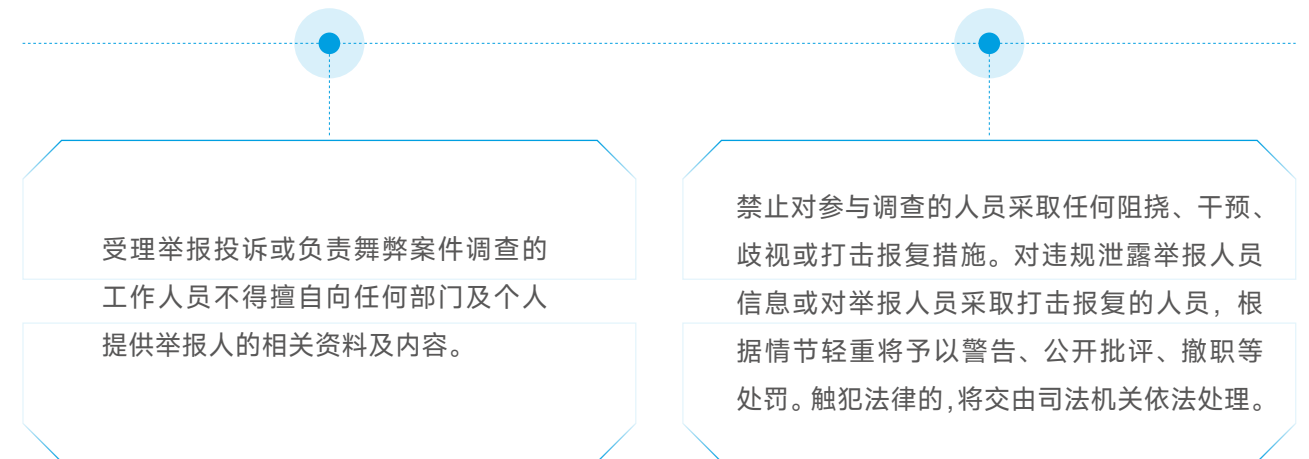 受理举报投诉或负责舞弊案件调查的
工作人员不得擅自向任何部门及个人
提供举报人的相关资料及内容。
禁止对参与调查的人员采取任何阻挠、干预、
歧视或打击报复措施。对违规泄露举报人员
信息或对举报人员采取打击报复的人员，根
据情节轻重将予以警告、公开批评、撤职等
处罚。触犯法律的，将交由司法机关依法处理。